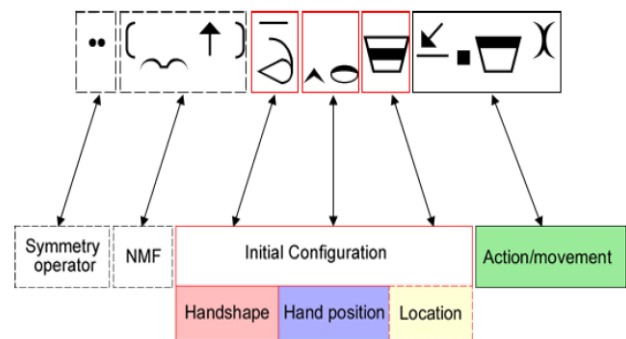 Symmetry
operator
NMF
Initial Configuration
Action/movement
Handshape
Hand position
Location